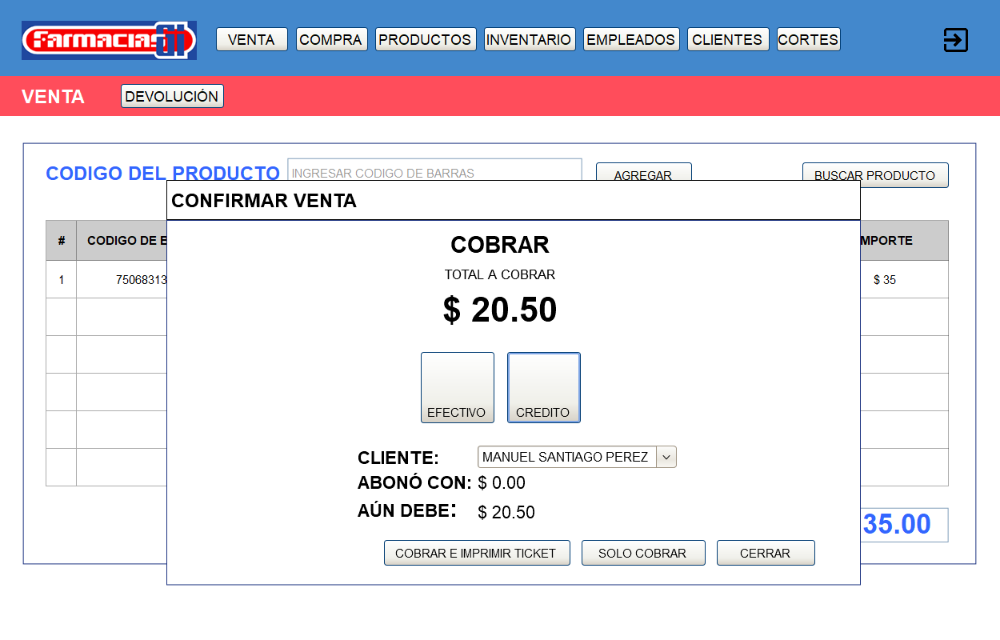 Farmacias SI
VENTA COMPRA PRODUCTOS INVENTARIO EMPLEADOS CLIENTES CORTES
VENTA DEVOLUCIÓN
CODIGO DEL PRODUCTO INGRESAR CODIGO DE BARRAS AGREGAR BUSCAR PRODUCTO
CONFIRMAR VENTA
# CODIGO DE E MPORTE
COBRAR
TOTAL A COBRAR
1 75068313 $ 35
$ 20.50
EFECTIVO CREDITO
CLIENTE: MANUEL SANTIAGO PEREZ
ABONÓ CON: $ 0.00
AÚN DEBE: $ 20.50
35.00
COBRAR E IMPRIMIR TICKET SOLO COBRAR CERRAR